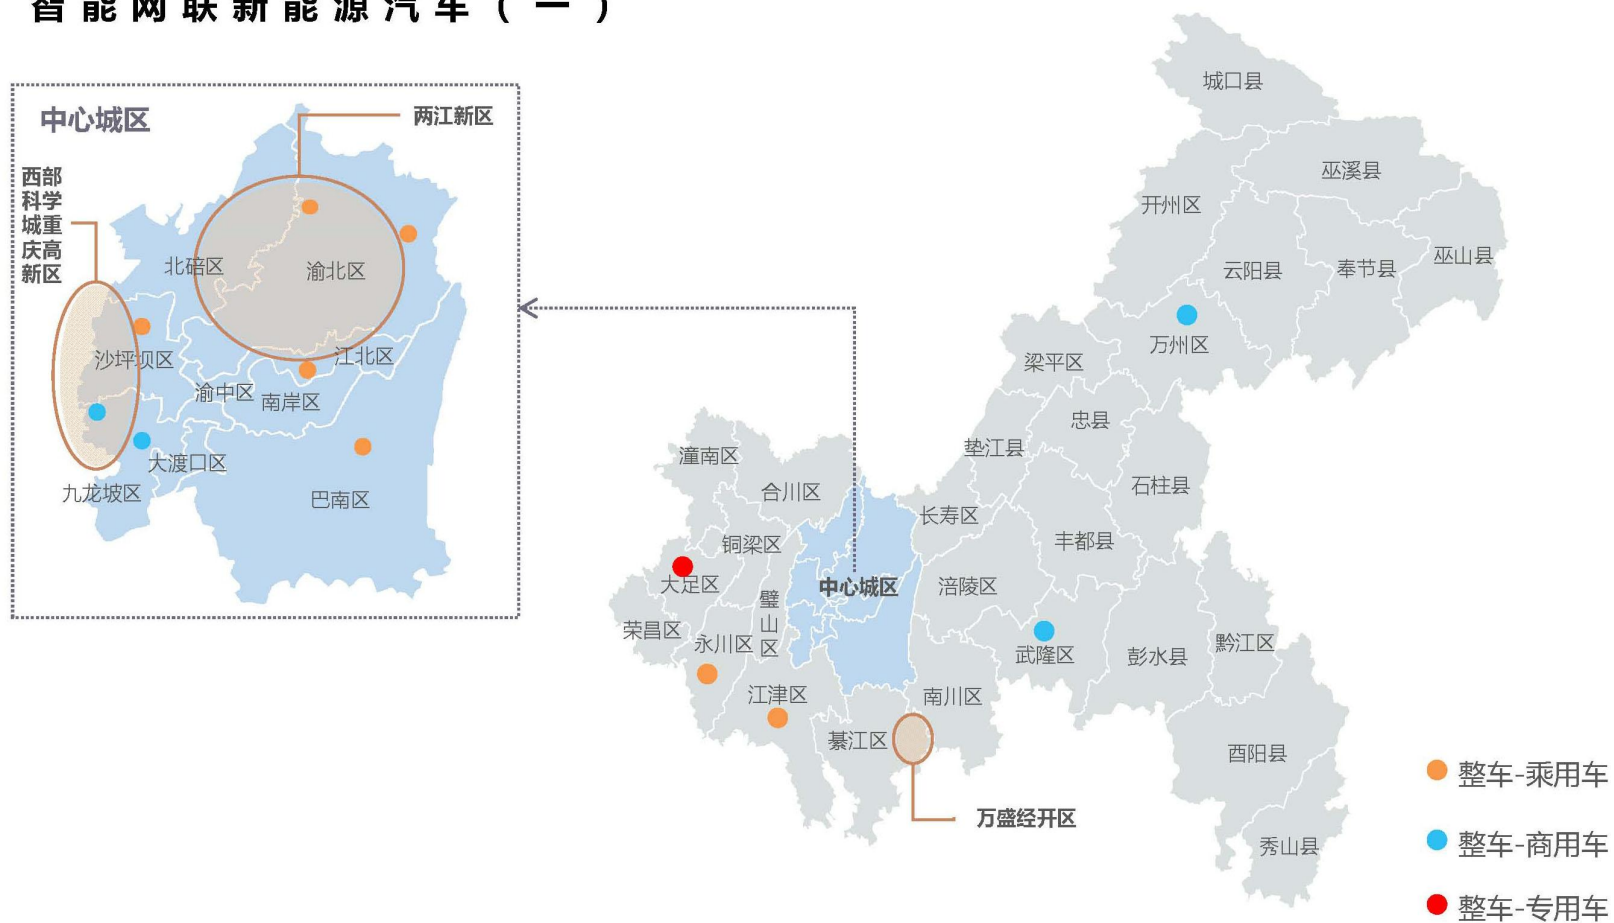 智能网联新能源汽车（一）
中心城区
两江新区
西部
科学
城重
庆高
新区
北碚区
渝北区
沙坪坝区
江北区
渝中区
南岸区
大渡口区
九龙坡区
巴南区
城口县
巫溪县
开州区
巫山县
云阳县
奉节县
万州区
梁平区
忠县
垫江县
石柱县
潼南区
合川区
长寿区
丰都县
铜梁区
大足区
中心城区
涪陵区
璧
山
区
荣昌区
永川区
武隆区
彭水县
黔江区
江津区
南川区
綦江区
酉阳县
万盛经开区
秀山县
整车-乘用车
整车-商用车
整车-专用车